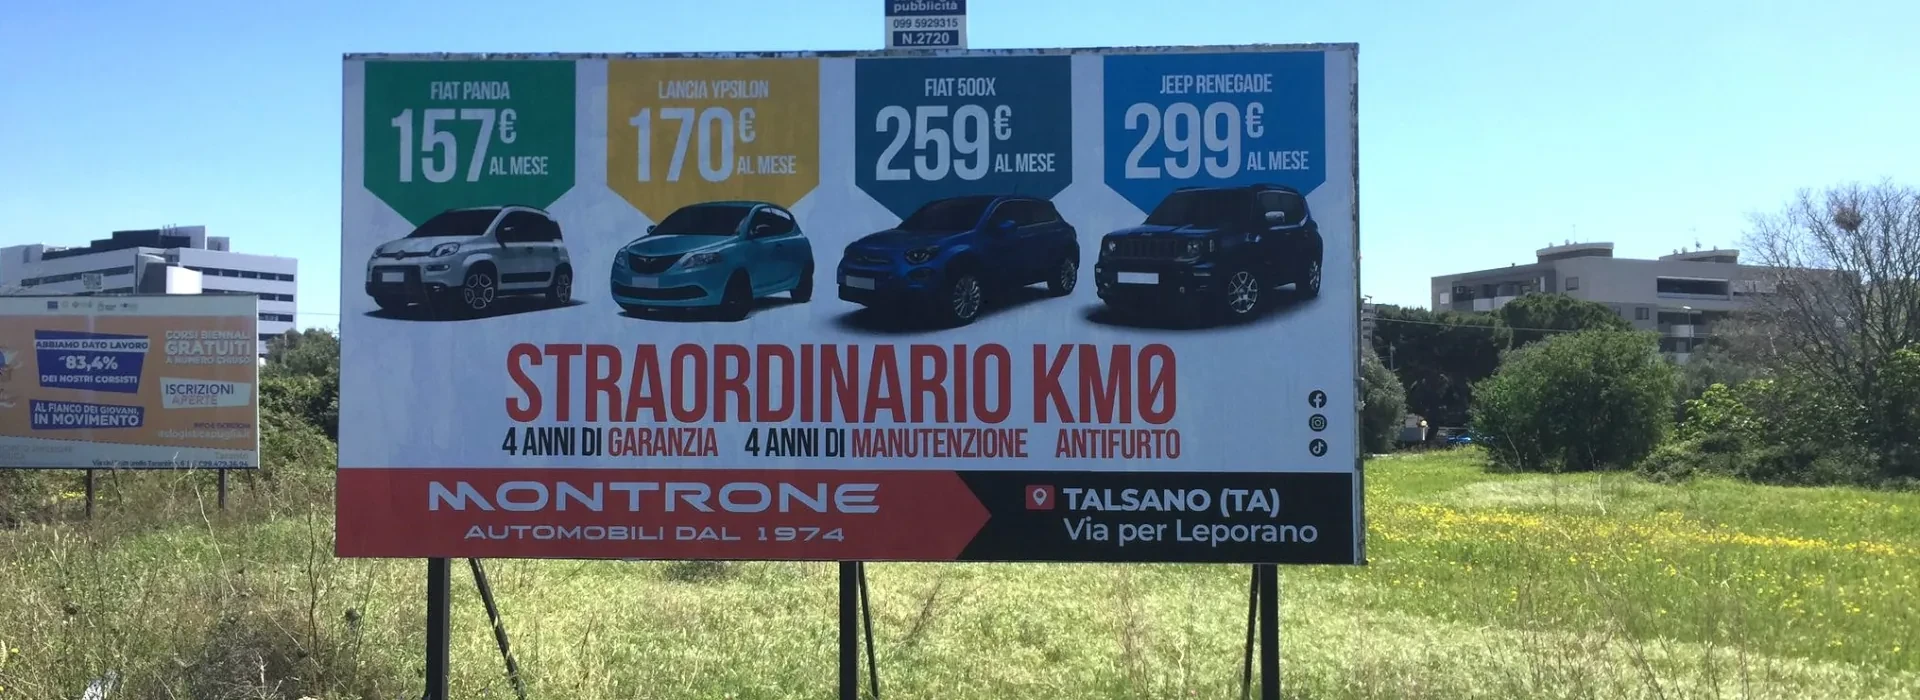 pubblicità
099 5929315
N.2720
FIAT PANDA
157€
AL MESE
LANCIA YPSILON
170€
AL MESE
FIAT 500X
259€
AL MESE
JEEP RENEGADE
299€
AL MESE
STRAORDINARIO KM0
4 ANNI DI GARANZIA 4 ANNI DI MANUTENZIONE ANTIFURTO
MONTRONE
AUTOMOBILI DAL 1974
TALSANO (TA)
Via per Leporano
ABBIAMO DATO LAVORO
83,4%
DEI NOSTRI CORSISTI
AL FIANCO DEI GIOVANI,
IN MOVIMENTO
CORSI BIENNALI
GRATUITI
A NUMERO CHIUSO
ISCRIZIONI
APERTE